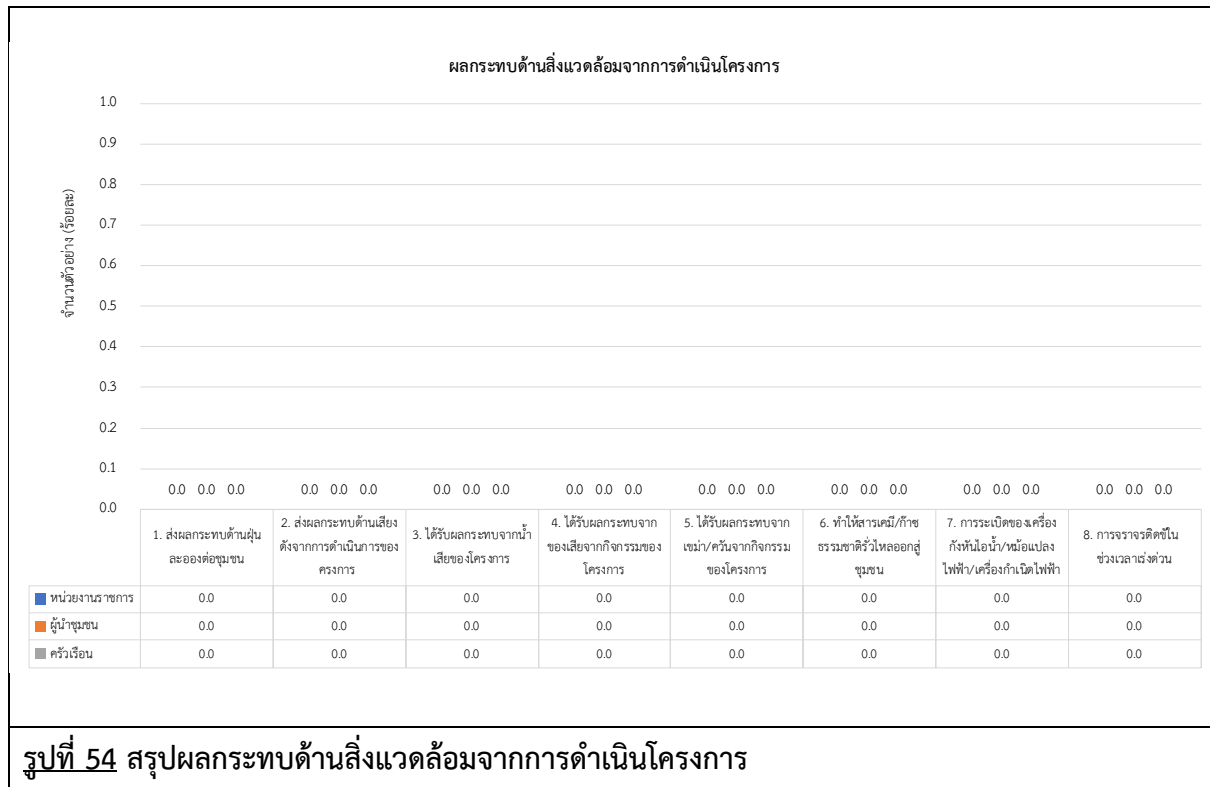 ผลกระทบด้านสิ่งแวดล้อมจากการดำเนินโครงการ
จำนวนตัวอย่าง (ร้อยละ)
1.0
0.9
0.8
0.7
0.6
0.5
0.4
0.3
0.2
0.1
0.0
0.0 0.0 0.0 0.0 0.0 0.0 0.0 0.0 0.0 0.0 0.0 0.0 0.0 0.0 0.0 0.0 0.0 0.0 0.0 0.0 0.0 0.0 0.0 0.0
1. ส่งผลกระทบด้านฝุ่น
ละอองต่อชุมชน
2. ส่งผลกระทบด้านเสียง
ดังจากการดำเนินการของ
ครงการ
3. ได้รับผลกระทบจากน้ำ
เสียของโครงการ
4. ได้รับผลกระทบจาก
ของเสียจากกิจกรรมของ
โครงการ
5. ได้รับผลกระทบจาก
เขม่า/ควันจากกิจกรรม
ของโครงการ
6. ทำให้สารเคมี/ก๊าซ
ธรรมชาติรั่วไหลออกสู่
ชุมชน
7. การระเบิดของเครื่อง
กังหันไอน้ำ/หม้อแปลง
ไฟฟ้า/เครื่องกำเนิดไฟฟ้า
8. การจราจรติดขัใน
ช่วงเวลาเร่งด่วน
หน่วยงานราชการ 0.0 0.0 0.0 0.0 0.0 0.0 0.0 0.0
ผู้นำชุมชน 0.0 0.0 0.0 0.0 0.0 0.0 0.0 0.0
ครัวเรือน 0.0 0.0 0.0 0.0 0.0 0.0 0.0 0.0
รูปที่ 54 สรุปผลกระทบด้านสิ่งแวดล้อมจากการดำเนินโครงการ